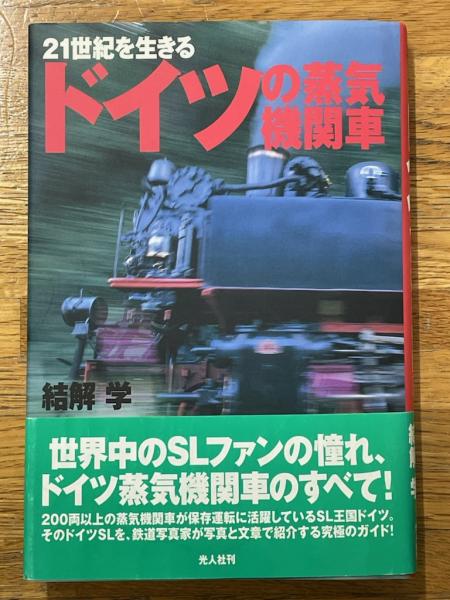 21世紀を生きる
ドイツの蒸気
機関車
結解 学
世界中のSLファンの憧れ、
ドイツ蒸気機関車のすべて!
200両以上の蒸気機関車が保存運転に活躍しているSL王国ドイツ。
そのドイツSLを、鉄道写真家が写真と文章で紹介する究極のガイド!
光人社刊